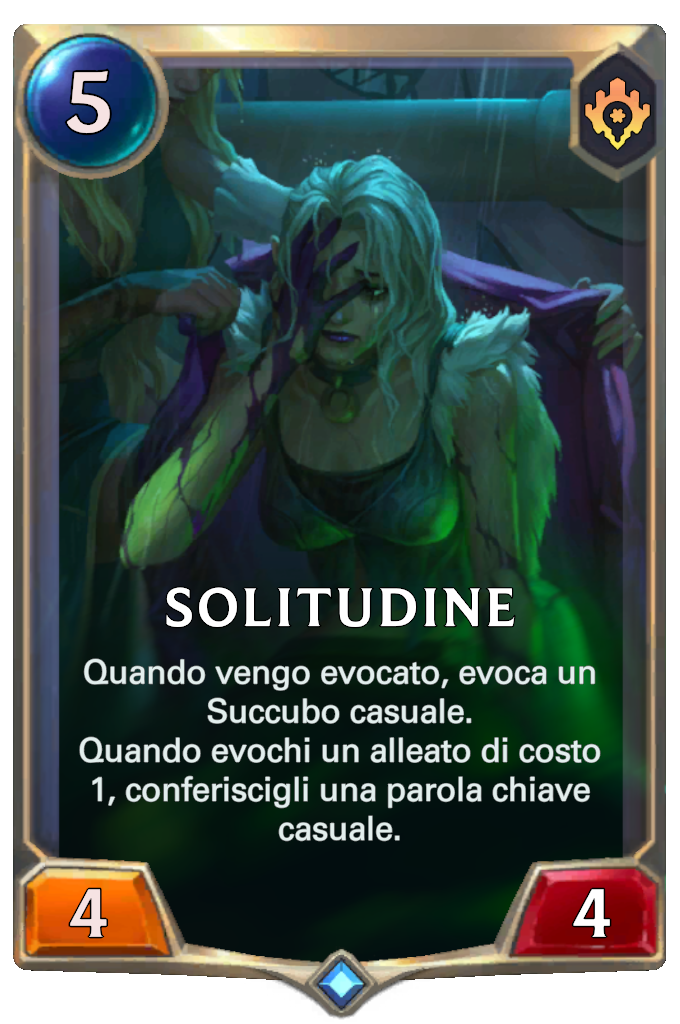 5
SOLITUDINE
Quando vengo evocato, evoca un
Succubo casuale.
Quando evochi un alleato di costo
1, conferiscigli una parola chiave
casuale.
4
4